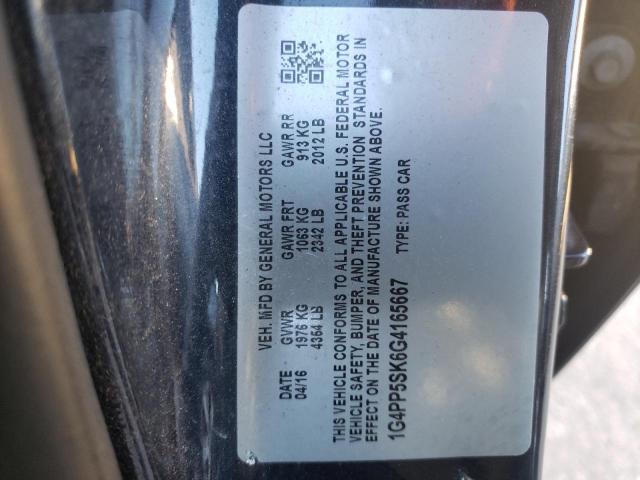 VEH. MFD BY GENERAL MOTORS LLC
DATE GVWR GAWR FRT GAWR RR
04/16 1976 KG 1063 KG 913 KG
4354 LB 2342 LB 2012 LB
THIS VEHICLE CONFORMS TO ALL APPLICABLE U.S. FEDERAL MOTOR
VEHICLE SAFETY, BUMPER, AND THEFT PREVENTION STANDARDS IN
EFFECT ON THE DATE OF MANUFACTURE SHOWN ABOVE.
1G4PP5SK6G4165667 TYPE: PASS CAR